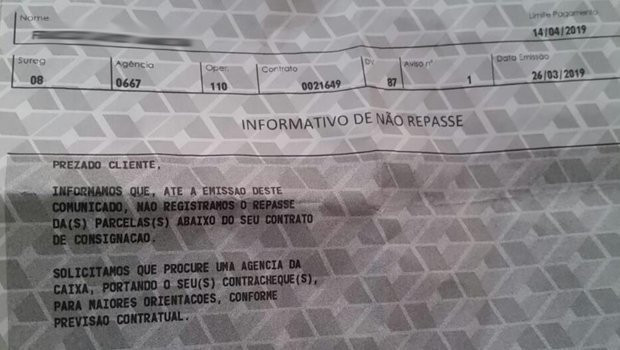 Nome
Limite Pagamento
14/04/2019
Sureg
08
Agência
0667
Oper.
110
Contrato
0021649
DV
87
Aviso nº
1
Data Emissão
26/03/2019
INFORMATIVO DE NÃO REPASSE
PREZADO CLIENTE,
INFORMAMOS QUE, ATE A EMISSAO DESTE
COMUNICADO, NAO REGISTRAMOS O REPASSE
DA(S) PARCELAS(S) ABAIXO DO SEU CONTRATO
DE CONSIGNACAO.
SOLICITAMOS QUE PROCURE UMA AGENCIA DA
CAIXA, PORTANDO O SEU(S) CONTRACHEQUE(S),
PARA MAIORES ORIENTACOES, CONFORME
PREVISAO CONTRATUAL.